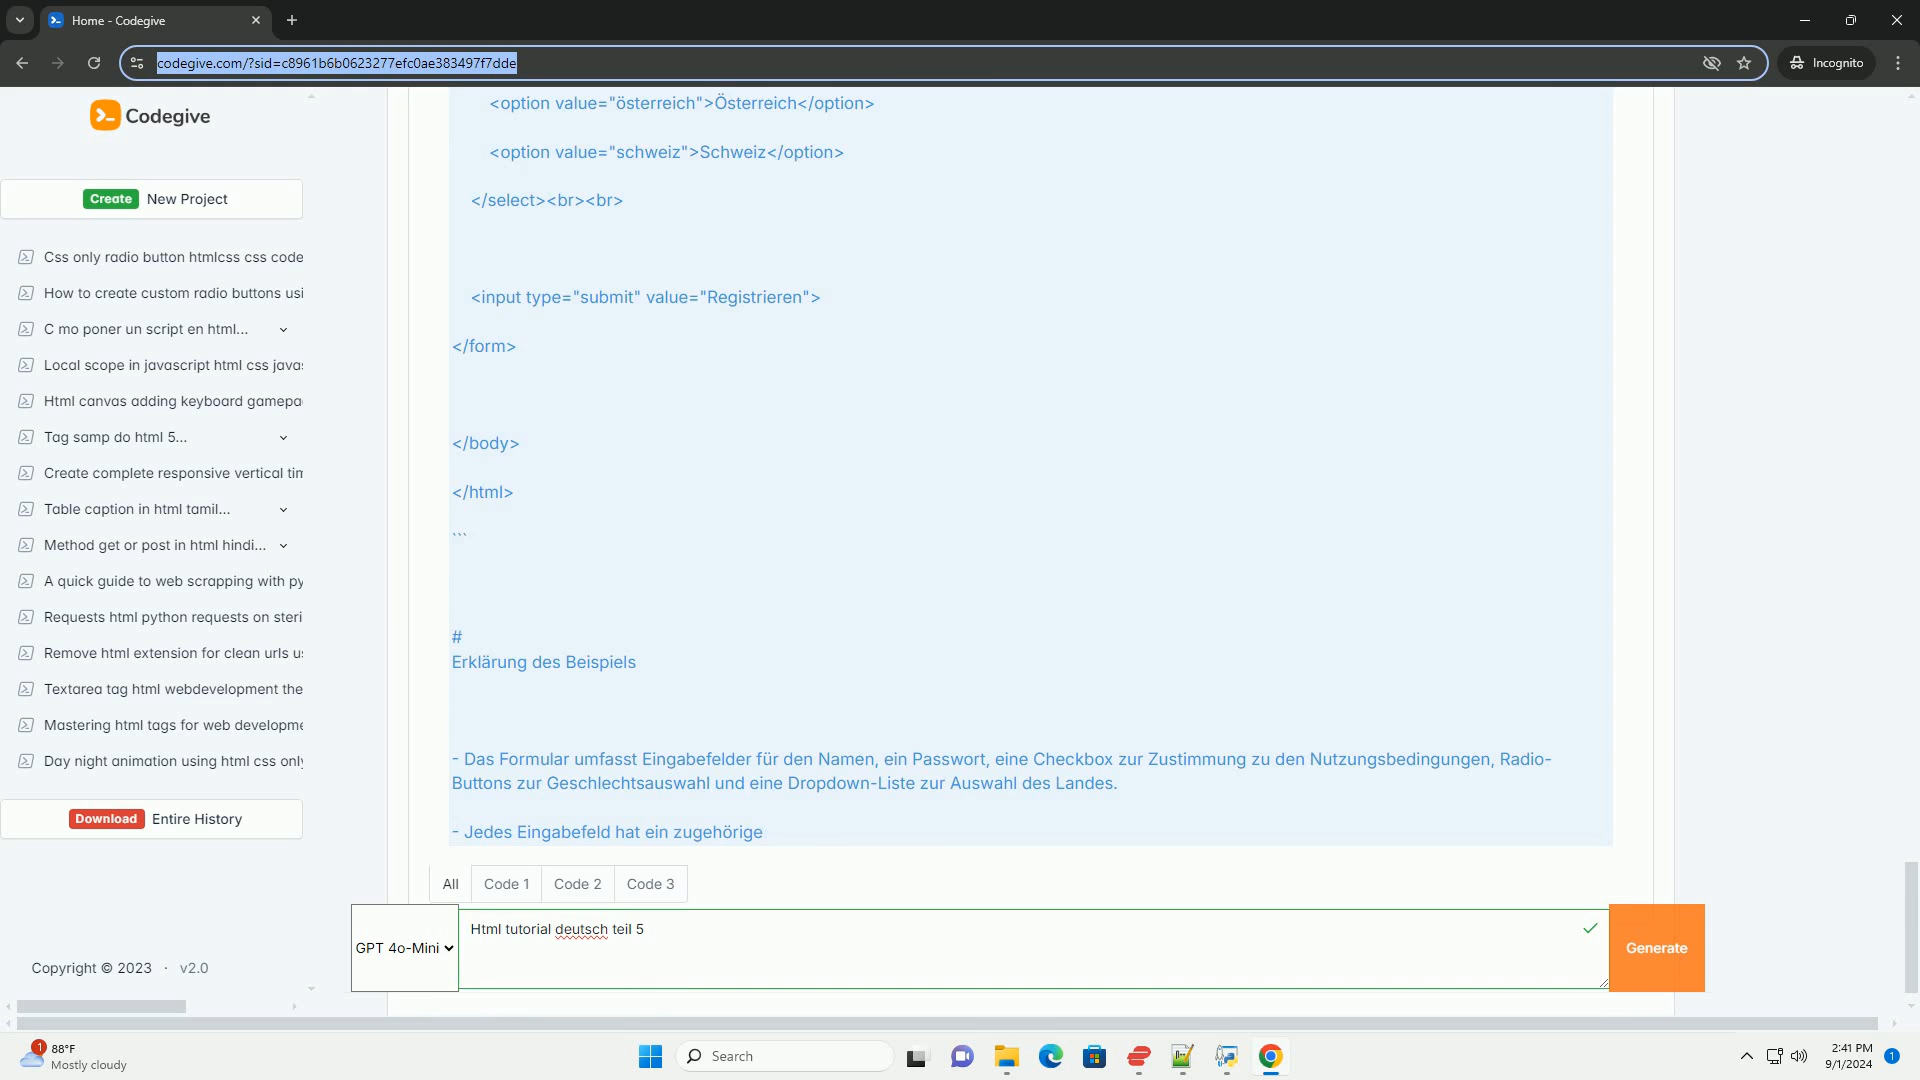 Home - Codegive
codegive.com/?sid=c8961b6b0623277efc0ae383497f7dde
Incognito
Codegive
Create New Project
Css only radio button htmlcss css code
How to create custom radio buttons usi
C mo poner un script en html...
Local scope in javascript html css java
Html canvas adding keyboard gamepa
Tag samp do html 5...
Create complete responsive vertical tim
Table caption in html tamil...
Method get or post in html hindi...
A quick guide to web scrapping with py
Requests html python requests on steri
Remove html extension for clean urls u
Textarea tag html webdevelopment the
Mastering html tags for web developme
Day night animation using html css only
Download Entire History
Copyright © 2023 · v2.0
<option value="österreich">Österreich</option>
<option value="schweiz">Schweiz</option>
</select><br><br>
<input type="submit" value="Registrieren">
</form>
</body>
</html>
```
#
Erklärung des Beispiels
- Das Formular umfasst Eingabefelder für den Namen, ein Passwort, eine Checkbox zur Zustimmung zu den Nutzungsbedingungen, Radio-
Buttons zur Geschlechtsauswahl und eine Dropdown-Liste zur Auswahl des Landes.
- Jedes Eingabefeld hat ein zugehörige
All Code 1 Code 2 Code 3
GPT 4o-Mini
Html tutorial deutsch teil 5
Generate
1
88°F
Mostly cloudy
Search
2:41 PM
9/1/2024
1